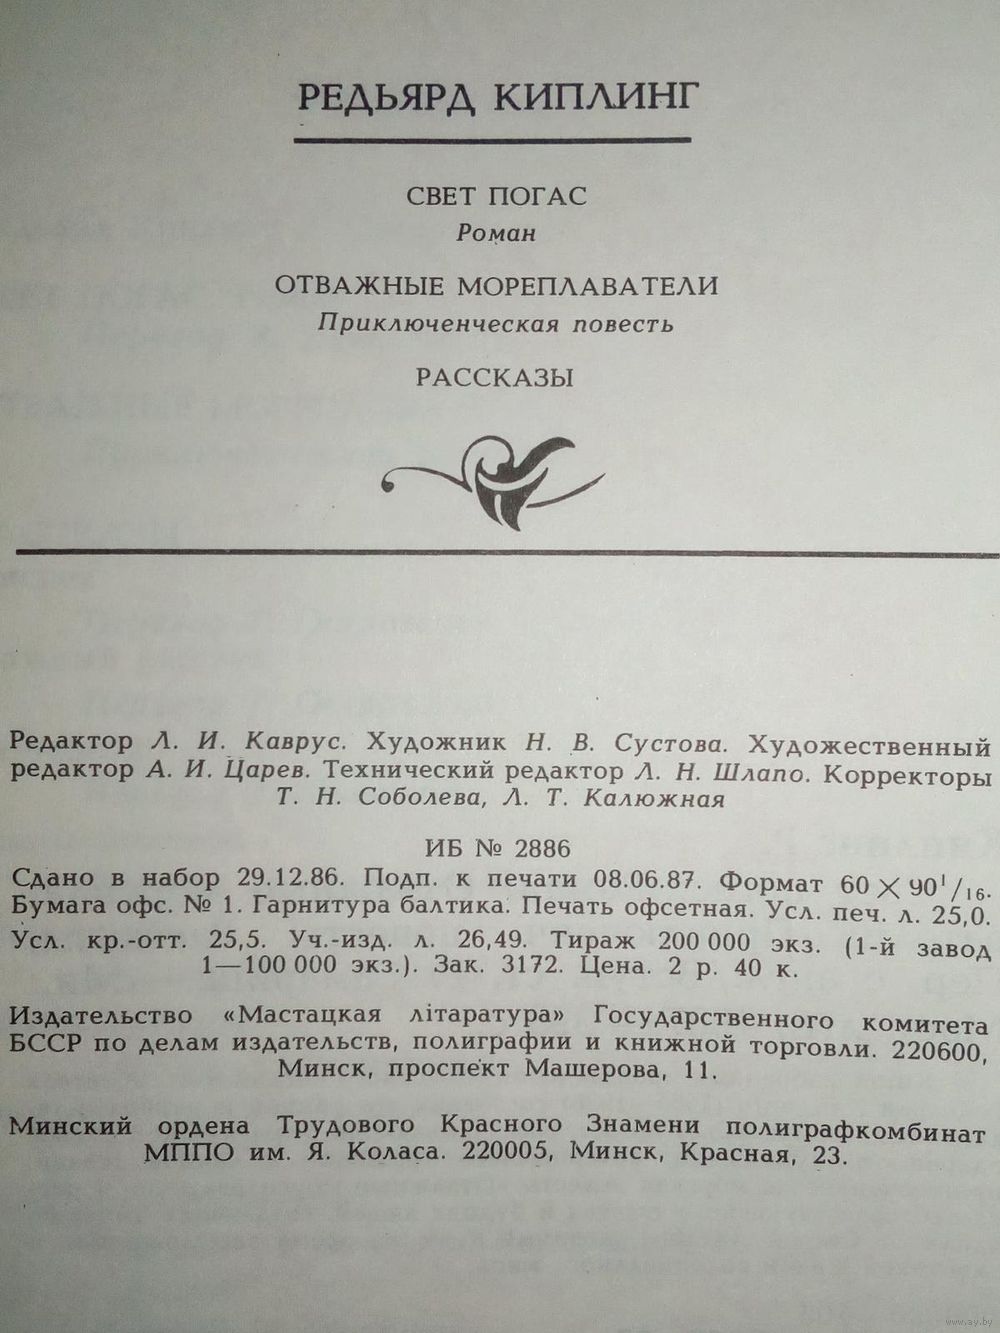 РЕДЬЯРД КИПЛИНГ
СВЕТ ПОГАС
Роман
ОТВАЖНЫЕ МОРЕПЛАВАТЕЛИ
Приключенческая повесть
РАССКАЗЫ
Редактор Л. И. Каврус. Художник Н. В. Сустова. Художественный
редактор А. И. Царев. Технический редактор Л. Н. Шлапо. Корректоры
Т. Н. Соболева, Л. Т. Калюжная
ИБ № 2886
Сдано в набор 29.12.86. Подп. к печати 08.06.87. Формат 60 × 90¹/₁₆.
Бумага офс. № 1. Гарнитура балтика. Печать офсетная. Усл. печ. л. 25,0.
Усл. кр.-отт. 25,5. Уч.-изд. л. 26,49. Тираж 200 000 экз. (1-й завод
1—100 000 экз.). Зак. 3172. Цена. 2 р. 40 к.
Издательство «Мастацкая літаратура» Государственного комитета
БССР по делам издательств, полиграфии и книжной торговли. 220600,
Минск, проспект Машерова, 11.
Минский ордена Трудового Красного Знамени полиграфкомбинат
МППО им. Я. Коласа. 220005, Минск, Красная, 23.
www.ay.by